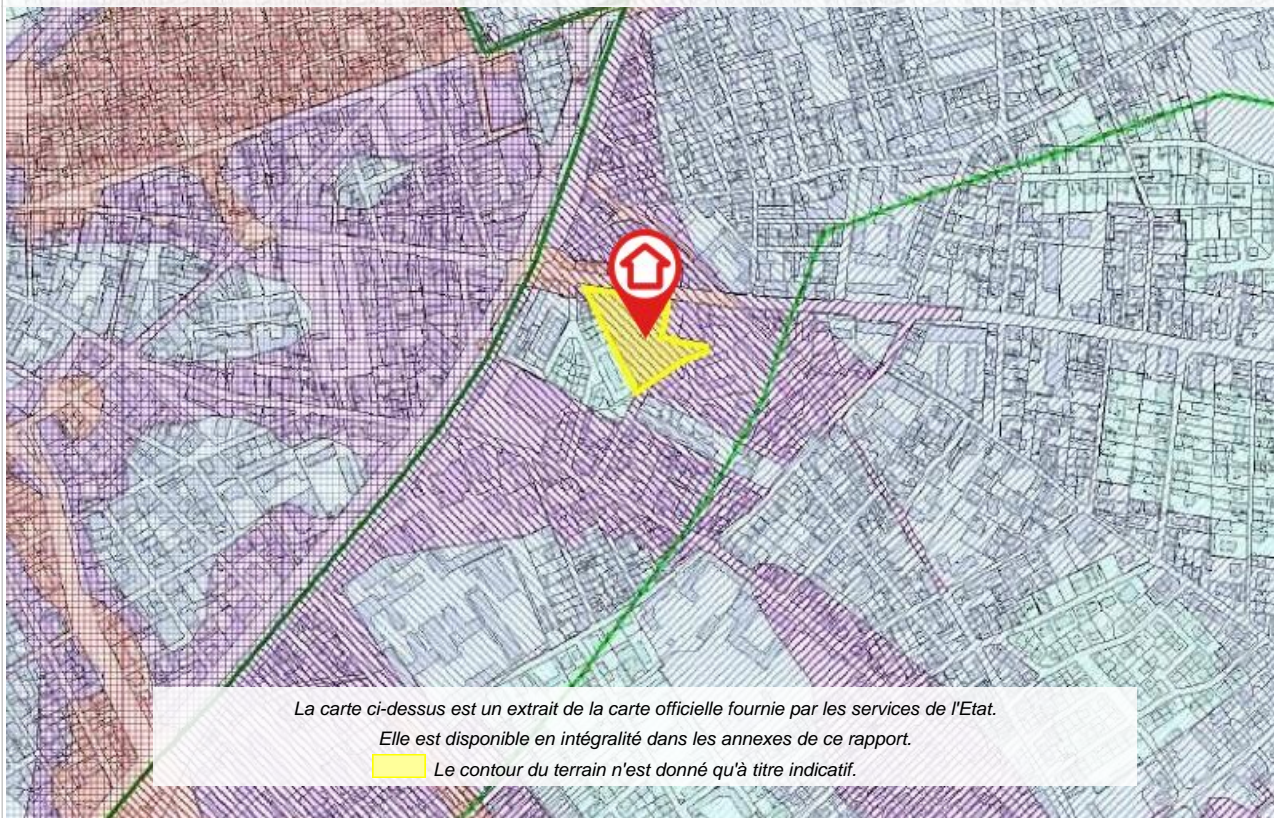 La carte ci-dessus est un extrait de la carte officielle fournie par les services de l'Etat.
Elle est disponible en intégralité dans les annexes de ce rapport.
Le contour du terrain n'est donné qu'à titre indicatif.